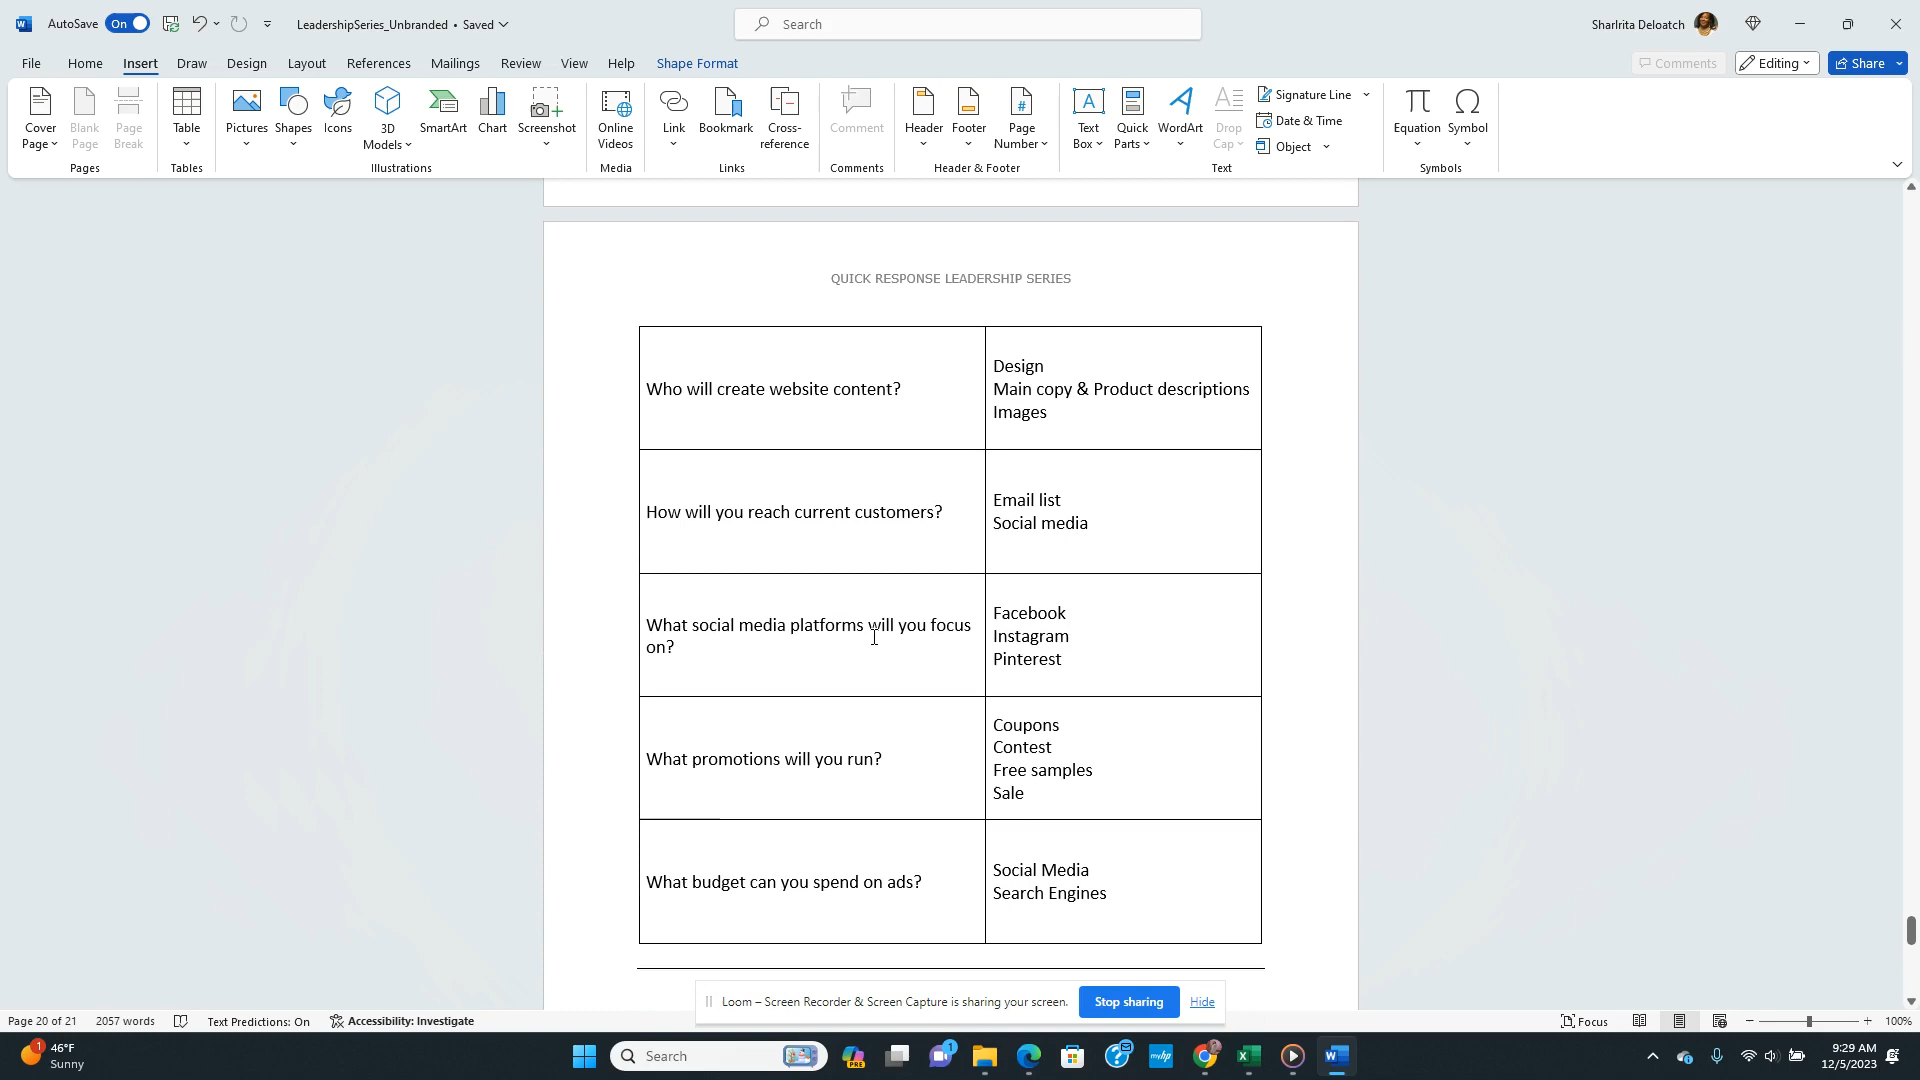 AutoSave On LeadershipSeries_Unbranded • Saved Search Sharlrita Deloatch
File Home Insert Draw Design Layout References Mailings Review View Help Shape Format Comments Editing Share
Cover Page Blank Page Page Break Table Pictures Shapes Icons 3D Models SmartArt Chart Screenshot Online Videos Link Bookmark Cross-reference Comment Header Footer Page Number Text Box Quick Parts WordArt Drop Cap Signature Line Date & Time Object Equation Symbol
Pages Tables Illustrations Media Links Comments Header & Footer Text Symbols
QUICK RESPONSE LEADERSHIP SERIES
Who will create website content?
Design
Main copy & Product descriptions
Images
How will you reach current customers?
Email list
Social media
What social media platforms will you focus
on?
Facebook
Instagram
Pinterest
What promotions will you run?
Coupons
Contest
Free samples
Sale
What budget can you spend on ads?
Social Media
Search Engines
Loom – Screen Recorder & Screen Capture is sharing your screen. Stop sharing Hide
Page 20 of 21 2057 words Text Predictions: On Accessibility: Investigate Focus 100%
1 46°F
Sunny
Search
PRE
1
myhp
9:29 AM
12/5/2023